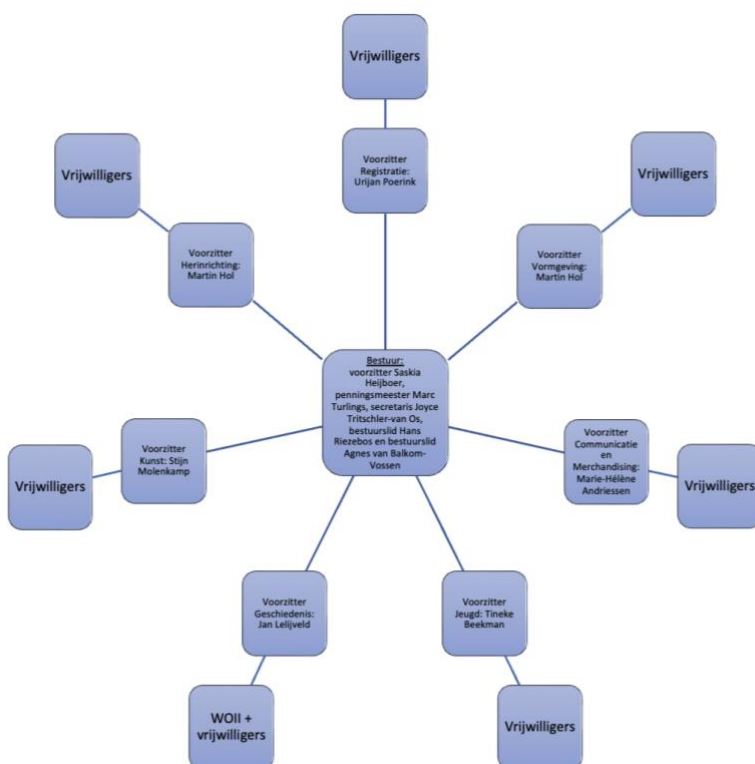 Vrijwilligers
Voorzitter
Registratie:
Urijan Poerink
Vrijwilligers
Voorzitter
Herinrichting:
Martin Hol
Vrijwilligers
Voorzitter
Vormgeving:
Martin Hol
Bestuur:
voorzitter Saskia
Heijboer,
penningsmeester Marc
Turlings, secretaris Joyce
Tritschler-van Os,
bestuurslid Hans
Riezebos en bestuurslid
Agnes van Balkom-
Vossen
Vrijwilligers
Voorzitter
Kunst: Stijn
Molenkamp
Voorzitter
Communicatie
en
Merchandising:
Marie-Hélène
Andriessen
Vrijwilligers
Voorzitter
Geschiedenis:
Jan Lelijveld
Voorzitter
Jeugd: Tineke
Beekman
WOII +
vrijwilligers
Vrijwilligers